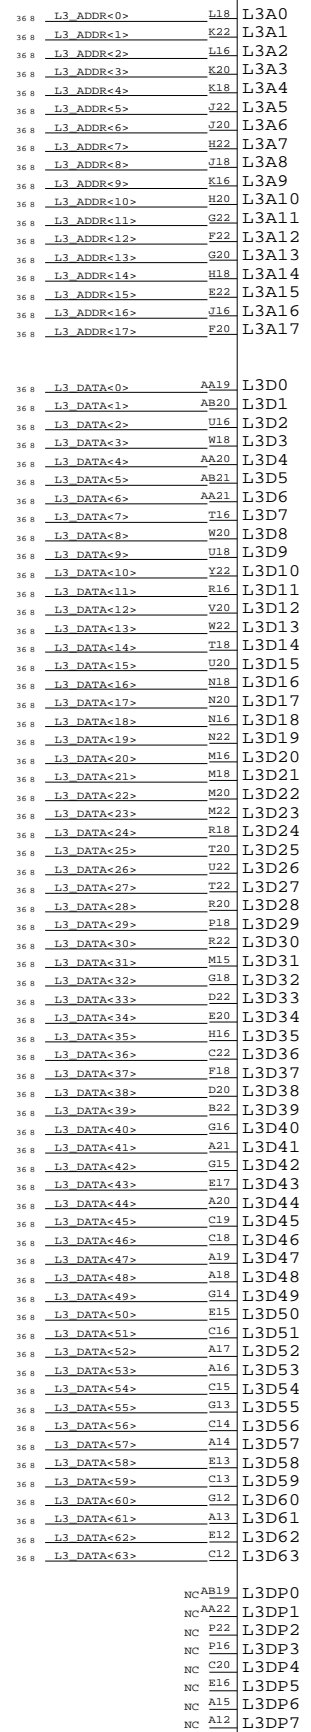 36 8 L3_ADDR<0> L18 L3A0
36 8 L3_ADDR<1> K22 L3A1
36 8 L3_ADDR<2> L16 L3A2
36 8 L3_ADDR<3> K20 L3A3
36 8 L3_ADDR<4> K18 L3A4
36 8 L3_ADDR<5> J22 L3A5
36 8 L3_ADDR<6> J20 L3A6
36 8 L3_ADDR<7> H22 L3A7
36 8 L3_ADDR<8> J18 L3A8
36 8 L3_ADDR<9> K16 L3A9
36 8 L3_ADDR<10> H20 L3A10
36 8 L3_ADDR<11> G22 L3A11
36 8 L3_ADDR<12> F22 L3A12
36 8 L3_ADDR<13> G20 L3A13
36 8 L3_ADDR<14> H18 L3A14
36 8 L3_ADDR<15> E22 L3A15
36 8 L3_ADDR<16> J16 L3A16
36 8 L3_ADDR<17> F20 L3A17
36 8 L3_DATA<0> AA19 L3D0
36 8 L3_DATA<1> AB20 L3D1
36 8 L3_DATA<2> U16 L3D2
36 8 L3_DATA<3> W18 L3D3
36 8 L3_DATA<4> AA20 L3D4
36 8 L3_DATA<5> AB21 L3D5
36 8 L3_DATA<6> AA21 L3D6
36 8 L3_DATA<7> T16 L3D7
36 8 L3_DATA<8> W20 L3D8
36 8 L3_DATA<9> U18 L3D9
36 8 L3_DATA<10> Y22 L3D10
36 8 L3_DATA<11> R16 L3D11
36 8 L3_DATA<12> V20 L3D12
36 8 L3_DATA<13> W22 L3D13
36 8 L3_DATA<14> T18 L3D14
36 8 L3_DATA<15> U20 L3D15
36 8 L3_DATA<16> N18 L3D16
36 8 L3_DATA<17> N20 L3D17
36 8 L3_DATA<18> N16 L3D18
36 8 L3_DATA<19> N22 L3D19
36 8 L3_DATA<20> M16 L3D20
36 8 L3_DATA<21> M18 L3D21
36 8 L3_DATA<22> M20 L3D22
36 8 L3_DATA<23> M22 L3D23
36 8 L3_DATA<24> R18 L3D24
36 8 L3_DATA<25> T20 L3D25
36 8 L3_DATA<26> U22 L3D26
36 8 L3_DATA<27> T22 L3D27
36 8 L3_DATA<28> R20 L3D28
36 8 L3_DATA<29> P18 L3D29
36 8 L3_DATA<30> R22 L3D30
36 8 L3_DATA<31> M15 L3D31
36 8 L3_DATA<32> G18 L3D32
36 8 L3_DATA<33> D22 L3D33
36 8 L3_DATA<34> E20 L3D34
36 8 L3_DATA<35> H16 L3D35
36 8 L3_DATA<36> C22 L3D36
36 8 L3_DATA<37> F18 L3D37
36 8 L3_DATA<38> D20 L3D38
36 8 L3_DATA<39> B22 L3D39
36 8 L3_DATA<40> G16 L3D40
36 8 L3_DATA<41> A21 L3D41
36 8 L3_DATA<42> G15 L3D42
36 8 L3_DATA<43> E17 L3D43
36 8 L3_DATA<44> A20 L3D44
36 8 L3_DATA<45> C19 L3D45
36 8 L3_DATA<46> C18 L3D46
36 8 L3_DATA<47> A19 L3D47
36 8 L3_DATA<48> A18 L3D48
36 8 L3_DATA<49> G14 L3D49
36 8 L3_DATA<50> E15 L3D50
36 8 L3_DATA<51> C16 L3D51
36 8 L3_DATA<52> A17 L3D52
36 8 L3_DATA<53> A16 L3D53
36 8 L3_DATA<54> C15 L3D54
36 8 L3_DATA<55> G13 L3D55
36 8 L3_DATA<56> C14 L3D56
36 8 L3_DATA<57> A14 L3D57
36 8 L3_DATA<58> E13 L3D58
36 8 L3_DATA<59> C13 L3D59
36 8 L3_DATA<60> G12 L3D60
36 8 L3_DATA<61> A13 L3D61
36 8 L3_DATA<62> E12 L3D62
36 8 L3_DATA<63> C12 L3D63
NC AB19 L3DP0
NC AA22 L3DP1
NC P22 L3DP2
NC P16 L3DP3
NC C20 L3DP4
NC E16 L3DP5
NC A15 L3DP6
NC A12 L3DP7